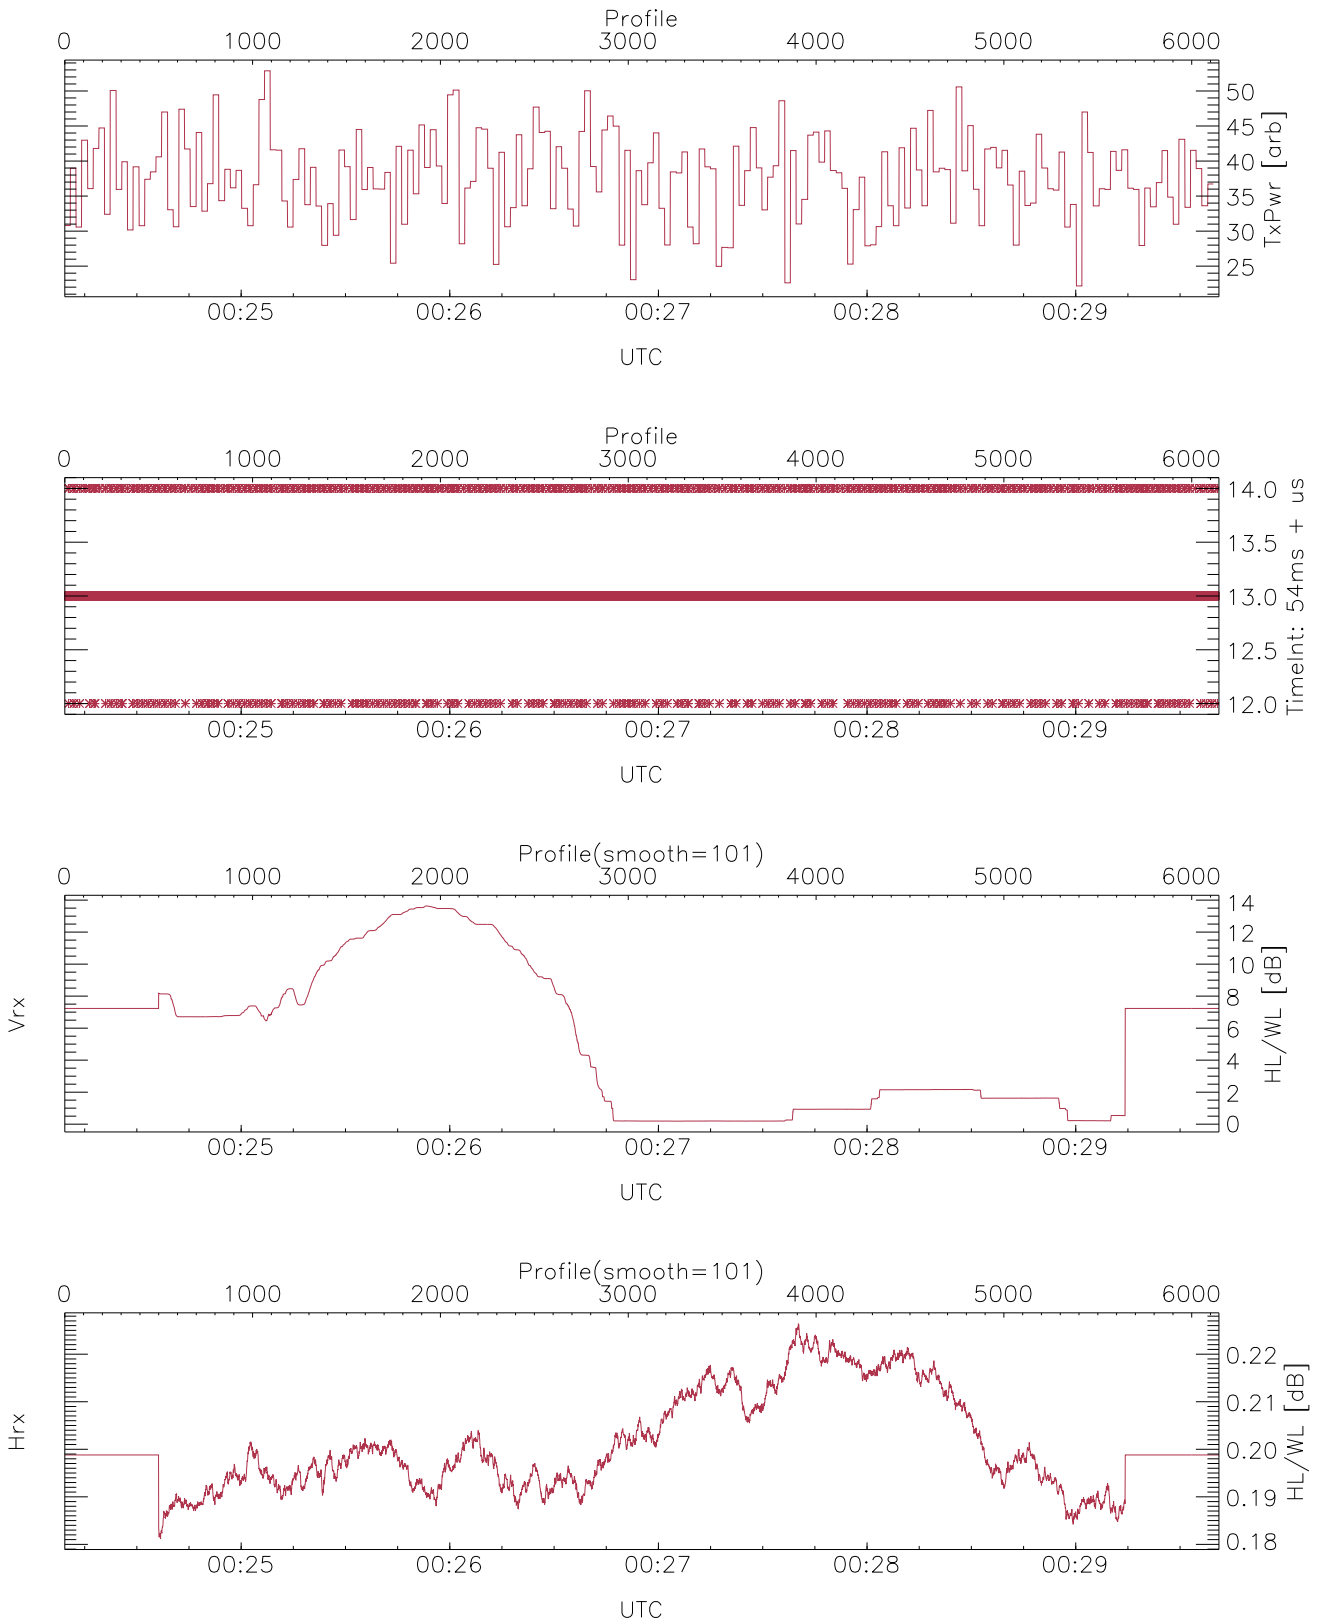 Profile
0 1000 2000 3000 4000 5000 6000
50
45
40
35
30
25
TxPwr [arb]
00:25 00:26 00:27 00:28 00:29
UTC
Profile
0 1000 2000 3000 4000 5000 6000
14.0
13.5
13.0
12.5
12.0
TimeInt: 54ms + us
00:25 00:26 00:27 00:28 00:29
UTC
Profile(smooth=101)
0 1000 2000 3000 4000 5000 6000
Vrx
14
12
10
8
6
4
2
0
HL/WL [dB]
00:25 00:26 00:27 00:28 00:29
UTC
Profile(smooth=101)
0 1000 2000 3000 4000 5000 6000
Hrx
0.22
0.21
0.20
0.19
0.18
HL/WL [dB]
00:25 00:26 00:27 00:28 00:29
UTC